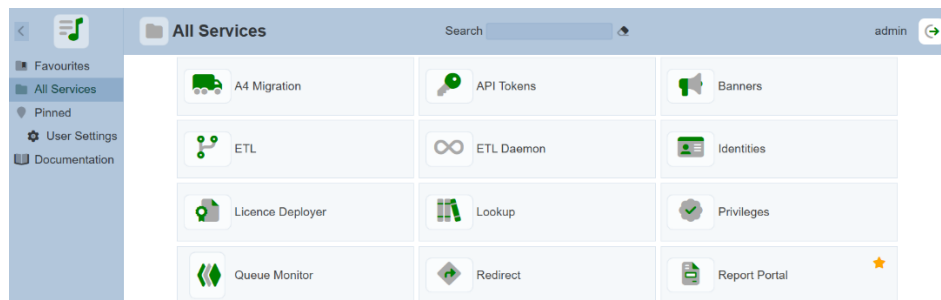 All Services
Search
admin
Favourites
All Services
Pinned
User Settings
Documentation
A4 Migration
API Tokens
Banners
ETL
ETL Daemon
Identities
Licence Deployer
Lookup
Privileges
Queue Monitor
Redirect
Report Portal